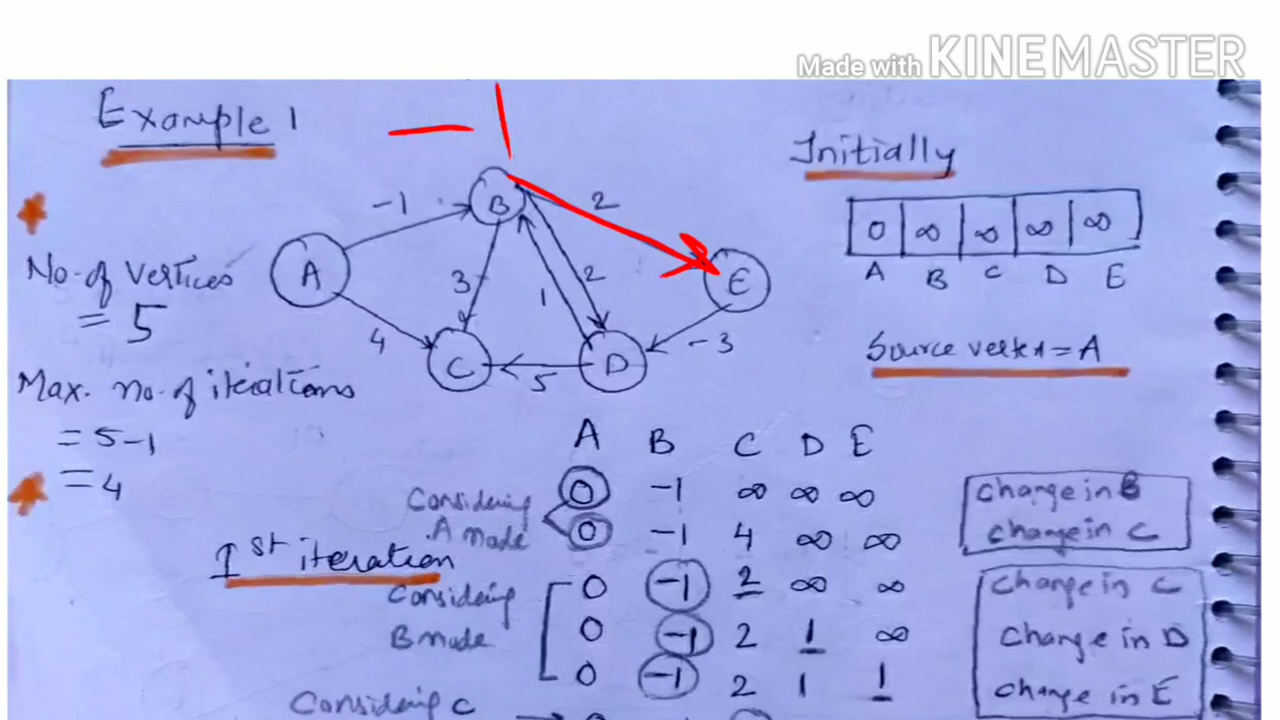 Made with KINEMASTER
Example 1
Initially
-1
2
B
0 ∞ ∞ ∞ ∞
A B C D E
No. of vertices
= 5
A
3
1
2
E
4
C
5
D
-3
Source vertex = A
Max. no. of iterations
= 5-1
= 4
A B C D E
Considering
A node
0 -1 ∞ ∞ ∞
Change in B
0 -1 4 ∞ ∞
Change in C
1st iteration
Considering
B node
0 -1 2 ∞ ∞
Change in C
0 -1 2 1 ∞
Change in D
0 -1 2 1 1
Change in E
Considering C